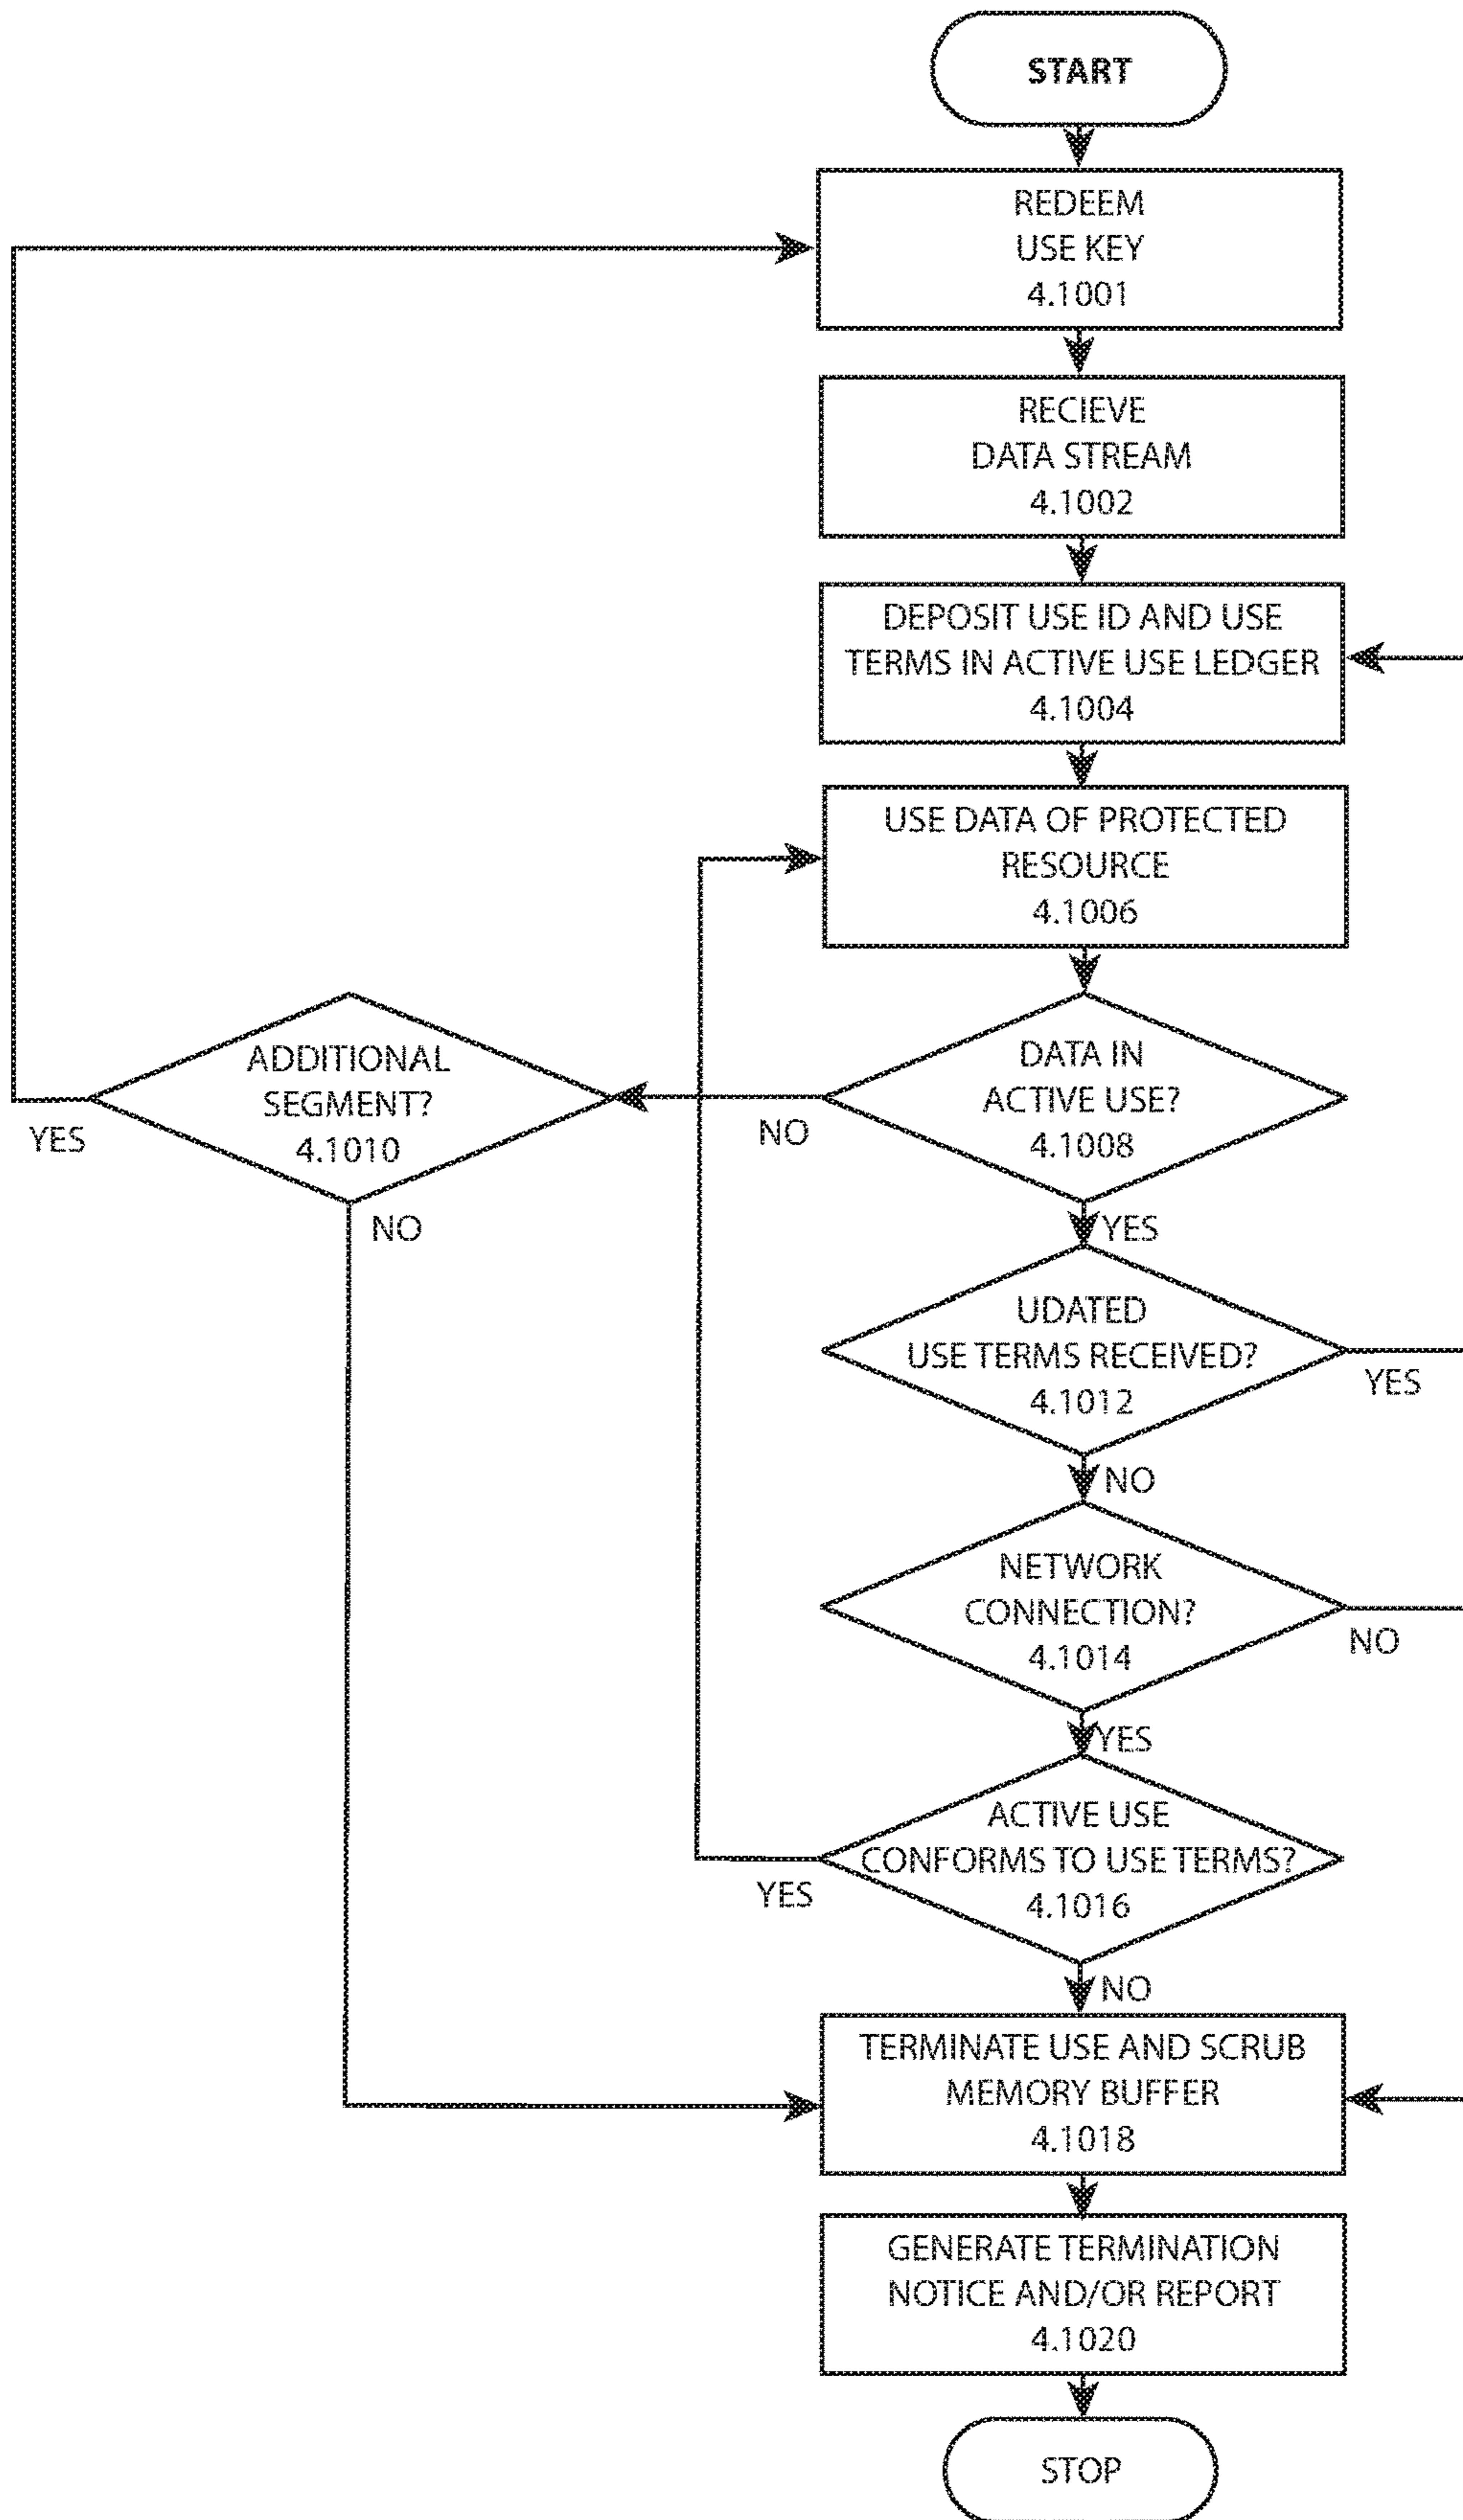 START
REDEEM
USE KEY
4.1001
RECIEVE
DATA STREAM
4.1002
DEPOSIT USE ID AND USE
TERMS IN ACTIVE USE LEDGER
4.1004
USE DATA OF PROTECTED
RESOURCE
4.1006
DATA IN
ACTIVE USE?
4.1008
NO
YES
ADDITIONAL
SEGMENT?
4.1010
YES
NO
UDATED
USE TERMS RECEIVED?
4.1012
YES
NO
NETWORK
CONNECTION?
4.1014
NO
YES
ACTIVE USE
CONFORMS TO USE TERMS?
4.1016
YES
NO
TERMINATE USE AND SCRUB
MEMORY BUFFER
4.1018
GENERATE TERMINATION
NOTICE AND/OR REPORT
4.1020
STOP